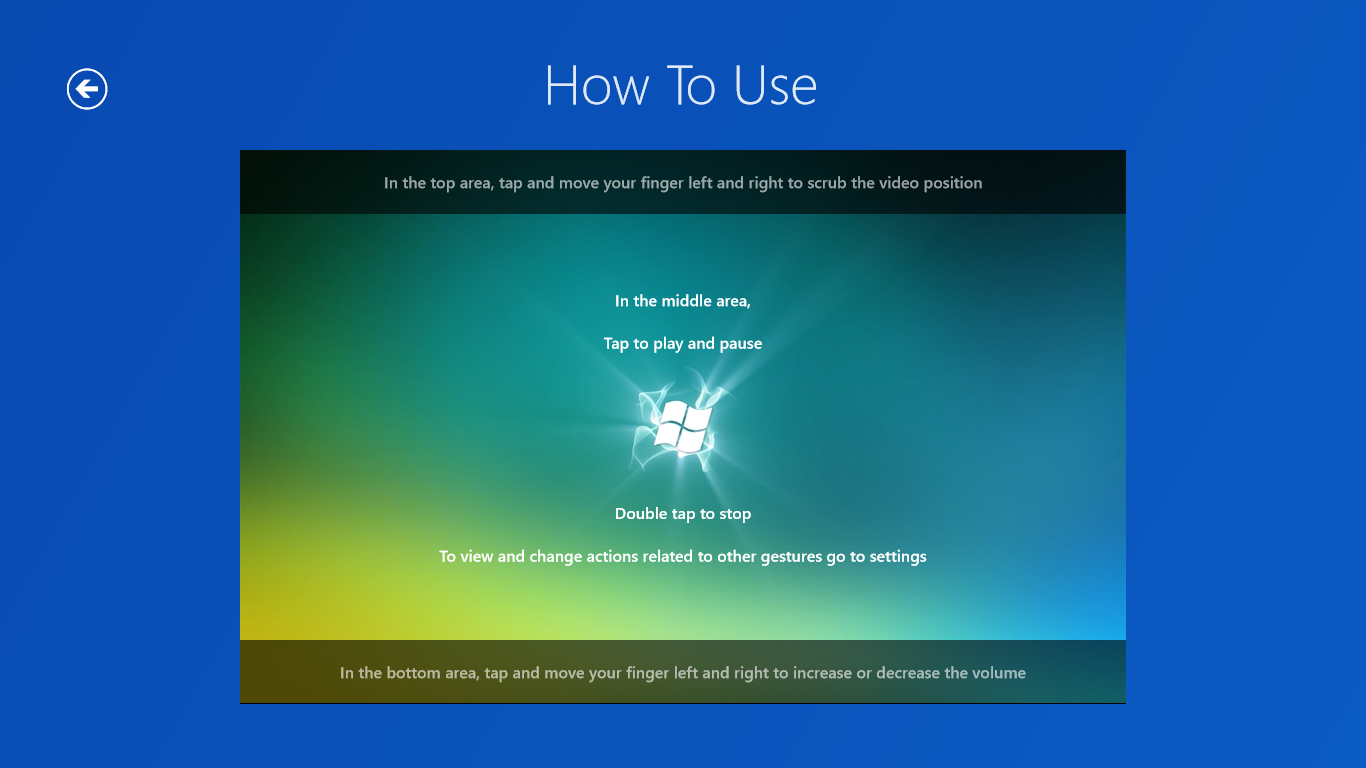 How To Use
In the top area, tap and move your finger left and right to scrub the video position
In the middle area,
Tap to play and pause
Double tap to stop
To view and change actions related to other gestures go to settings
In the bottom area, tap and move your finger left and right to increase or decrease the volume